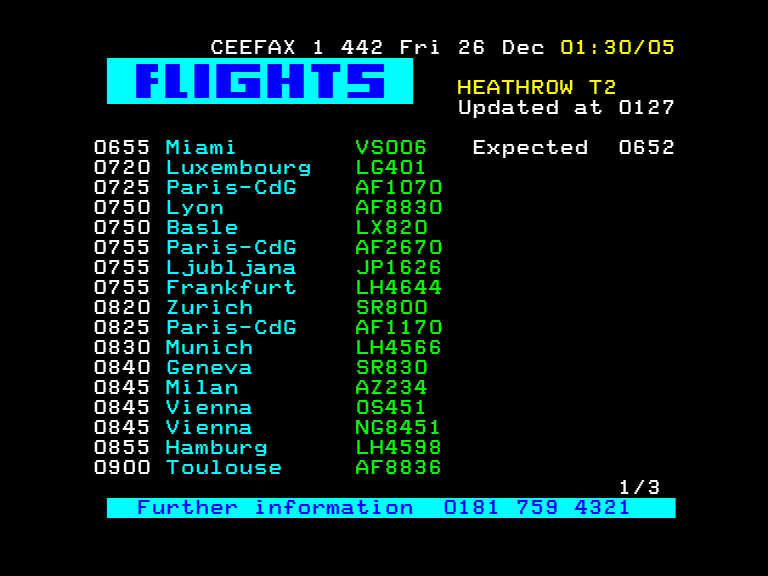 CEEFAX 1 442 Fri 26 Dec 01:30/05
FLIGHTS
HEATHROW T2
Updated at 0127
0655 Miami VS006 Expected 0652
0720 Luxembourg LG401
0725 Paris-CdG AF1070
0750 Lyon AF8830
0750 Basle LX820
0755 Paris-CdG AF2670
0755 Ljubljana JP1626
0755 Frankfurt LH4644
0820 Zurich SR800
0825 Paris-CdG AF1170
0830 Munich LH4566
0840 Geneva SR830
0845 Milan AZ234
0845 Vienna OS451
0845 Vienna NG8451
0855 Hamburg LH4598
0900 Toulouse AF8836
1/3
Further information 0181 759 4321